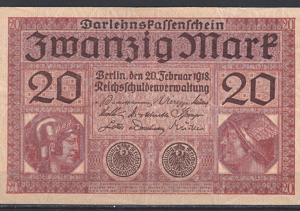 Darlehnskassenschein
Zwanzig Mark
20 Berlin, den 20. Februar 1918. 20
Reichsschuldenverwaltung